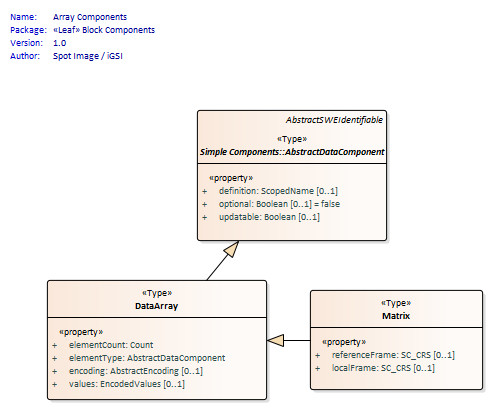 Name: Array Components
Package: «Leaf» Block Components
Version: 1.0
Author: Spot Image / iGSI
AbstractSWEIdentifiable
«Type»
Simple Components::AbstractDataComponent
«property»
+ definition: ScopedName [0..1]
+ optional: Boolean [0..1] = false
+ updatable: Boolean [0..1]
«Type»
DataArray
«property»
+ elementCount: Count
+ elementType: AbstractDataComponent
+ encoding: AbstractEncoding [0..1]
+ values: EncodedValues [0..1]
«Type»
Matrix
«property»
+ referenceFrame: SC_CRS [0..1]
+ localFrame: SC_CRS [0..1]